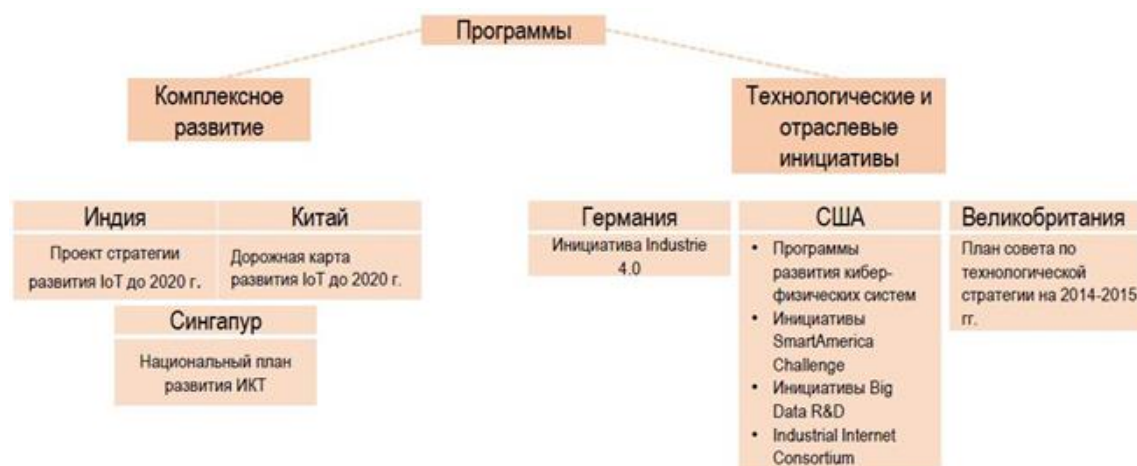 Программы
Комплексное
развитие
Технологические и
отраслевые
инициативы
Индия
Проект стратегии
развития IoT до 2020 г.
Китай
Дорожная карта
развития IoT до 2020 г.
Сингапур
Национальный план
развития ИКТ
Германия
Инициатива Industrie
4.0
США
• Программы
развития кибер-
физических систем
• Инициативы
SmartAmerica
Challenge
• Инициативы Big
Data R&D
• Industrial Internet
Consortium
Великобритания
План совета по
технологической
стратегии на 2014-2015
гг.